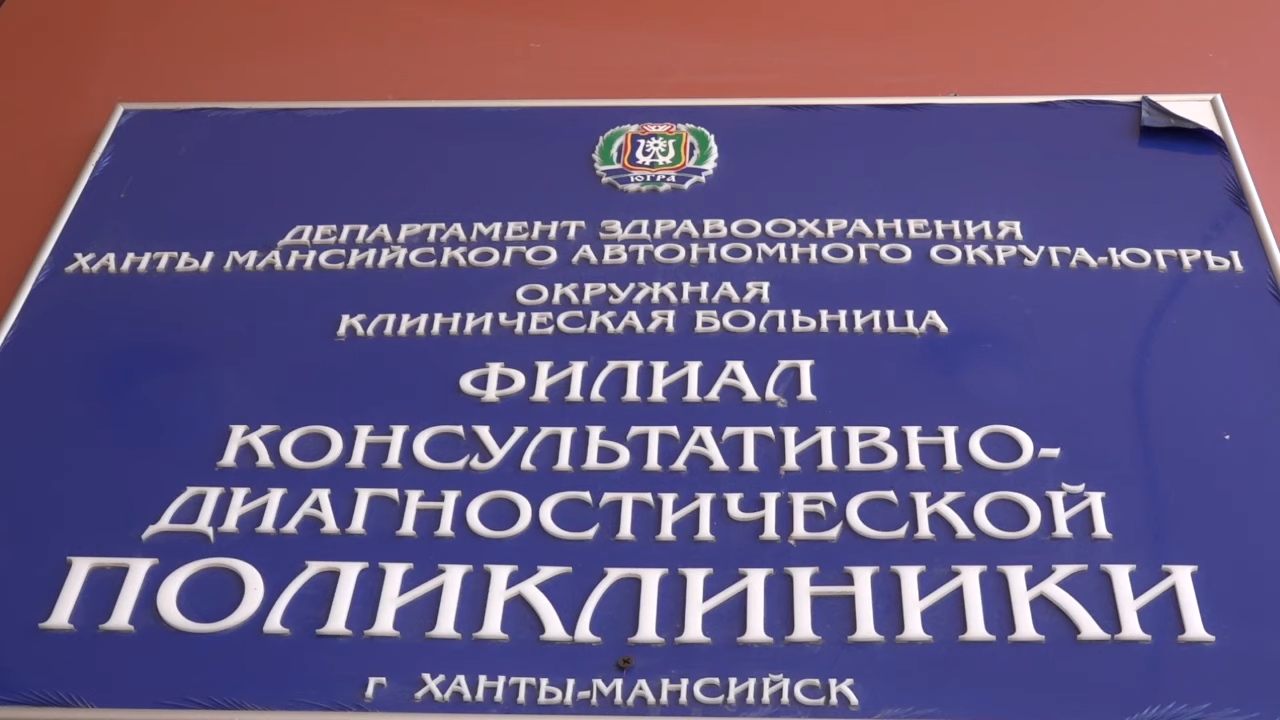 ЮГРА
ДЕПАРТАМЕНТ ЗДРАВООХРАНЕНИЯ
ХАНТЫ МАНСИЙСКОГО АВТОНОМНОГО ОКРУГА-ЮГРЫ
ОКРУЖНАЯ
КЛИНИЧЕСКАЯ БОЛЬНИЦА
ФИЛИАЛ
КОНСУЛЬТАТИВНО-
ДИАГНОСТИЧЕСКОЙ
ПОЛИКЛИНИКИ
г ХАНТЫ-МАНСИЙСК